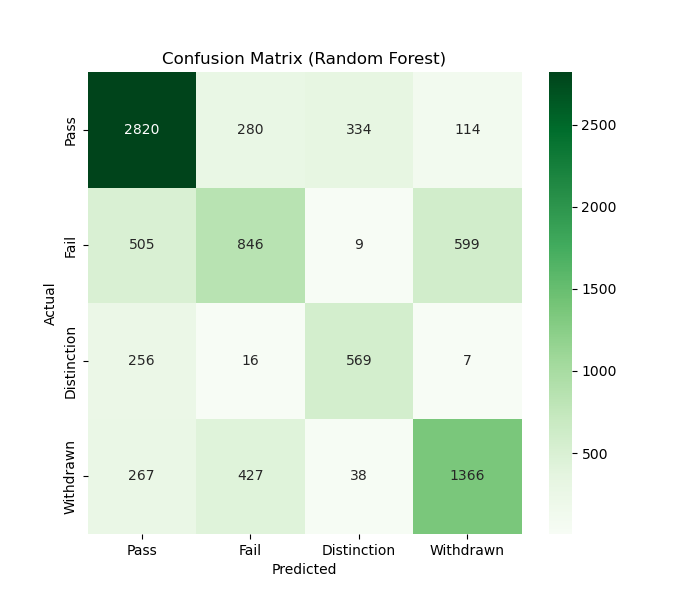 Confusion Matrix (Random Forest)
Actual
Pass
2820 280 334 114
Fail
505 846 9 599
Distinction
256 16 569 7
Withdrawn
267 427 38 1366
Pass Fail Distinction Withdrawn
Predicted
2500
2000
1500
1000
500